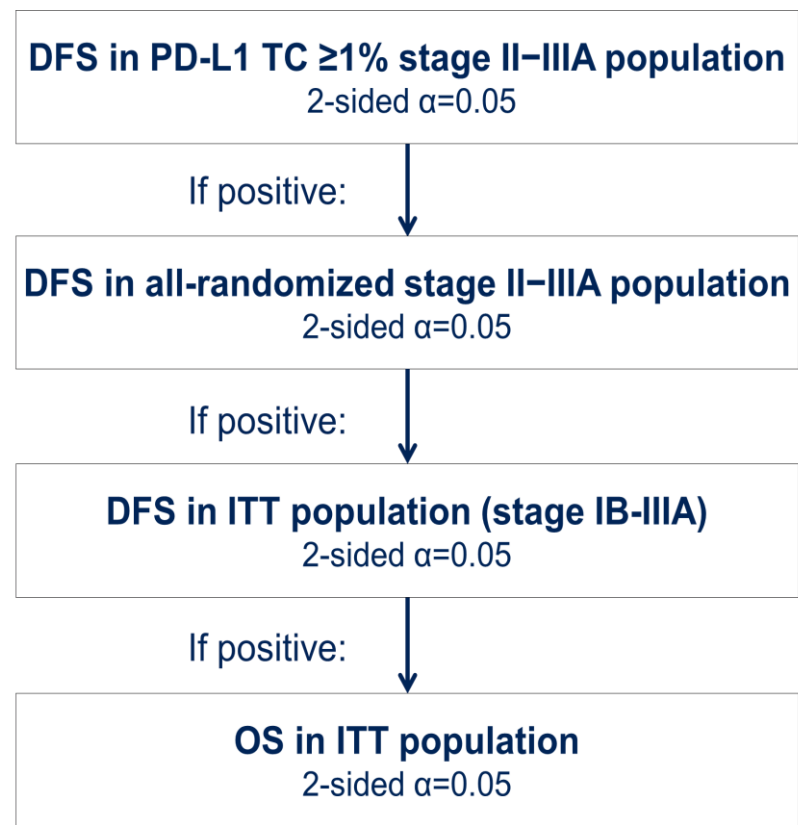 DFS in PD-L1 TC ≥1% stage II–IIIA population
2-sided α=0.05
If positive:
DFS in all-randomized stage II–IIIA population
2-sided α=0.05
If positive:
DFS in ITT population (stage IB-IIIA)
2-sided α=0.05
If positive:
OS in ITT population
2-sided α=0.05